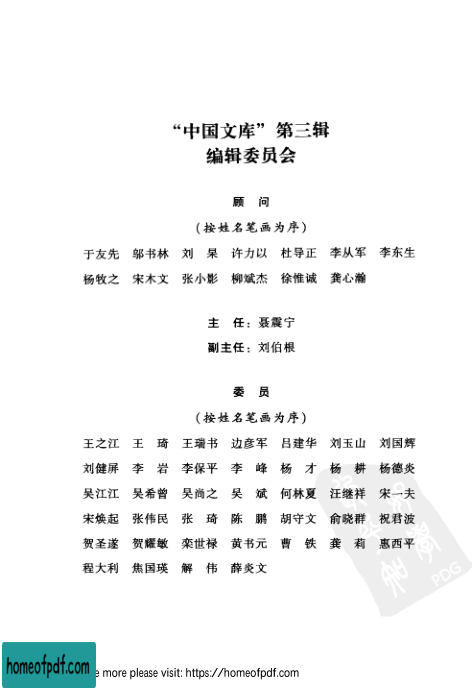 “中国文库”第三辑
编辑委员会
顾 问
（按姓名笔画为序）
于友先 邬书林 刘 杲 许力以 杜导正 李从军 李东生
杨牧之 宋木文 张小影 柳斌杰 徐惟诚 龚心瀚
主 任：聂震宁
副主任：刘伯根
委 员
（按姓名笔画为序）
王之江 王 琦 王瑞书 边彦军 吕建华 刘玉山 刘国辉
刘健屏 李 岩 李保平 李 峰 杨 才 杨 耕 杨德炎
吴江江 吴希曾 吴尚之 吴 斌 何林夏 汪继祥 宋一夫
宋焕起 张伟民 张 琦 陈 鹏 胡守文 俞晓群 祝君波
贺圣遂 贺耀敏 栾世禄 黄书元 曹 铁 龚 莉 惠西平
程大利 焦国瑛 解 伟 薛炎文
PDG
homeofpdf.com
more please visit: https://homeofpdf.com